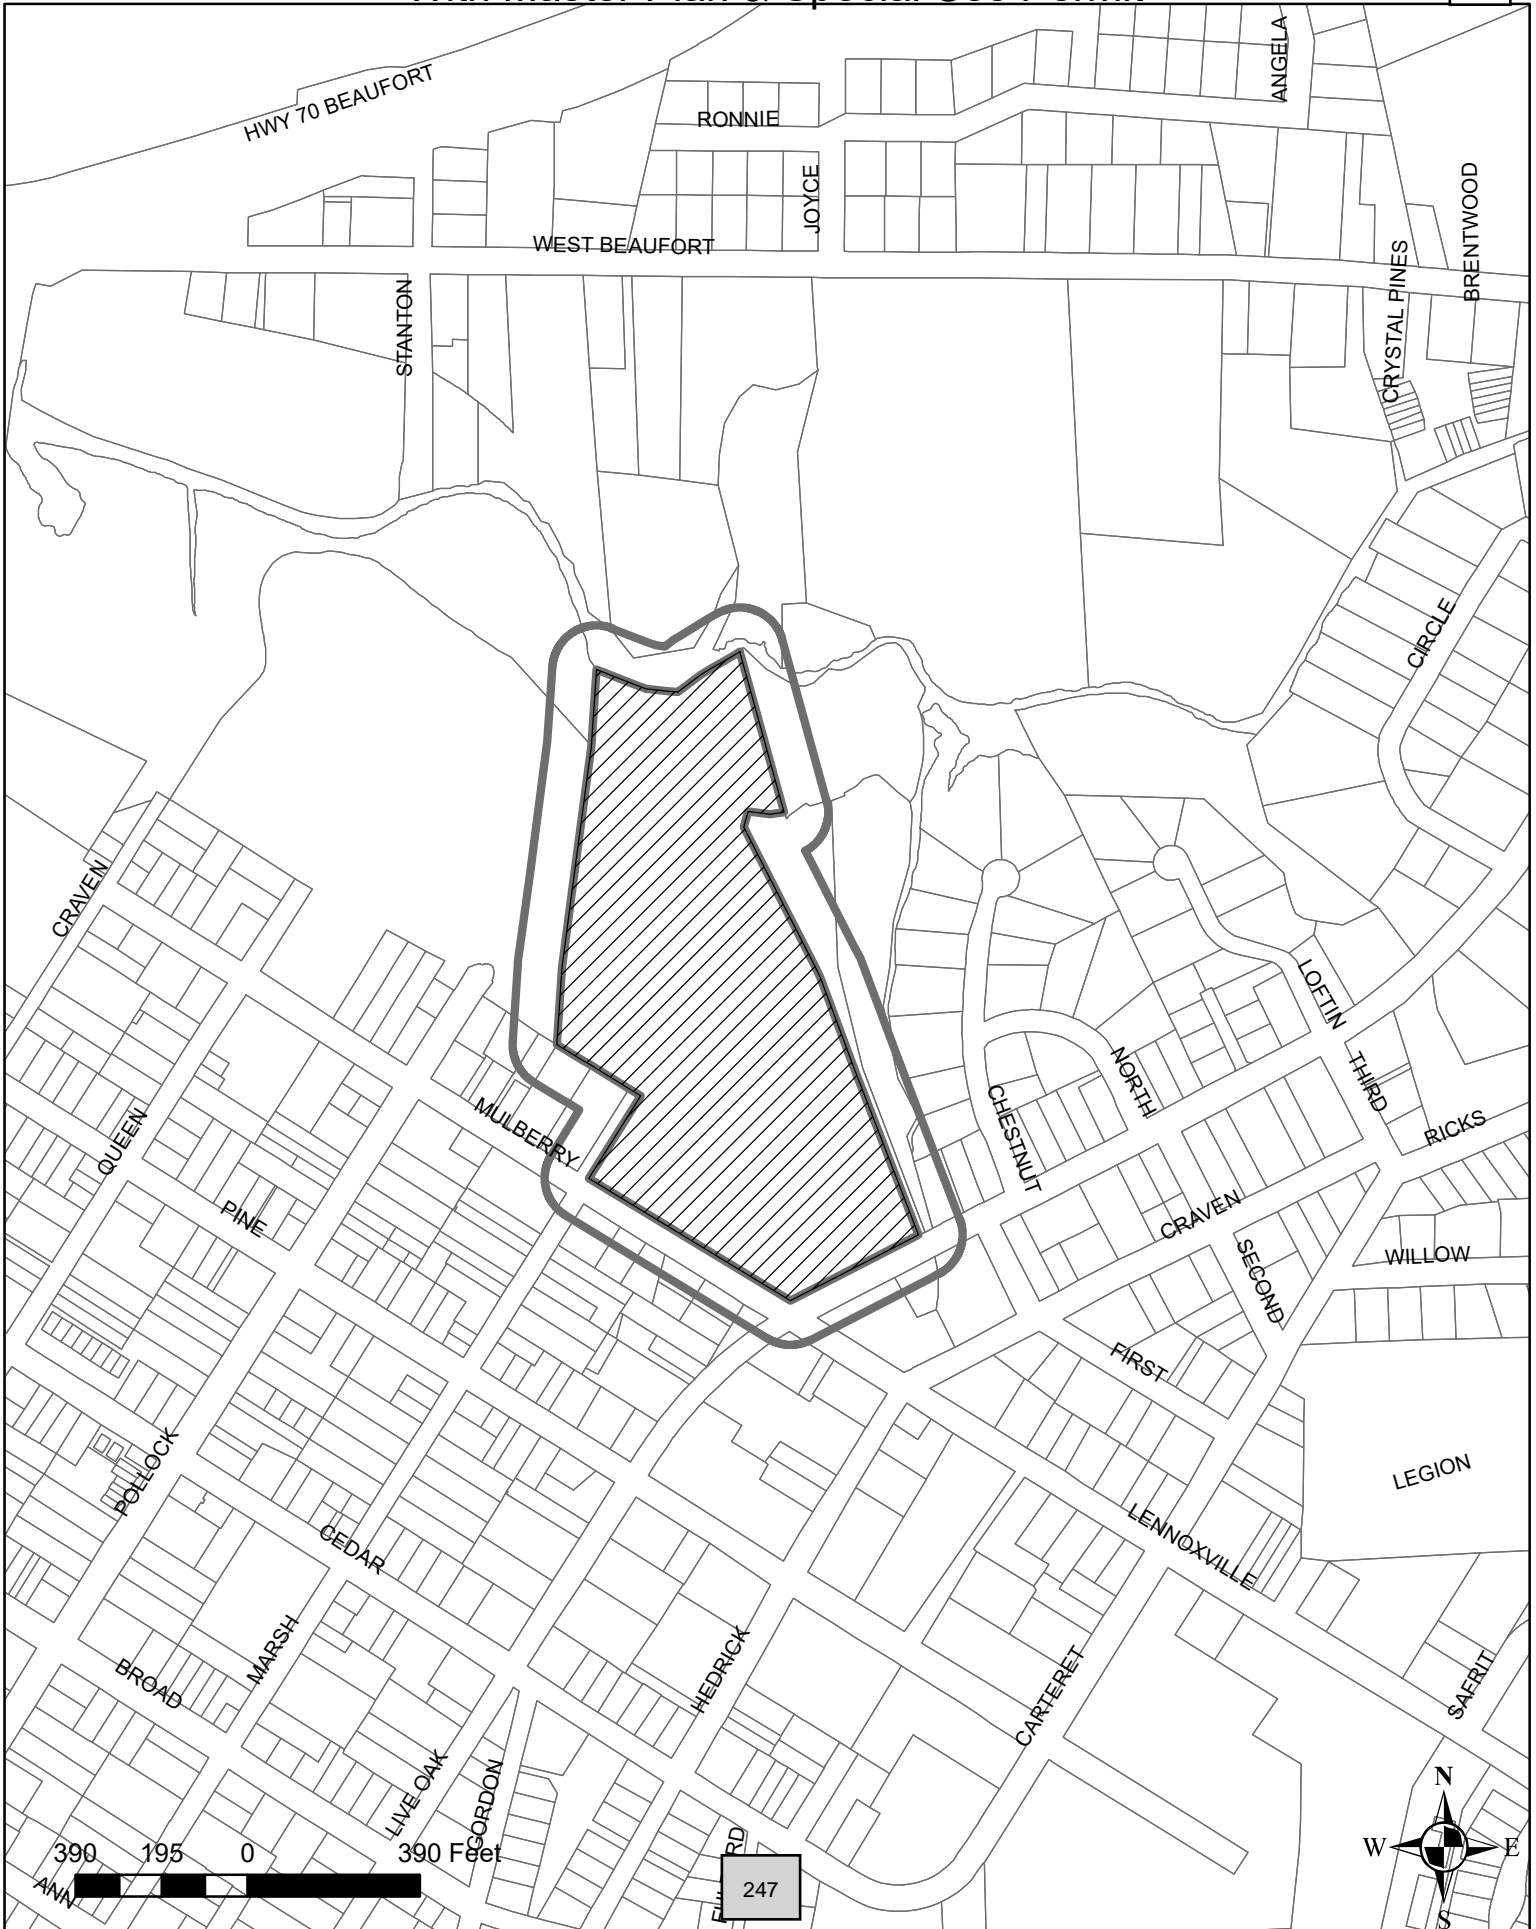 HWY 70 BEAUFORT
ANGELA
RONNIE
JOYCE
BRENTWOOD
WEST BEAUFORT
CRYSTAL PINES
STANTON
CIRCLE
CRAVEN
LOFTIN
NORTH
THIRD
CHESTNUT
MULBERRY
QUEEN
RICKS
PINE
CRAVEN
SECOND
WILLOW
FIRST
POLLOCK
LEGION
CEDAR
LENNOXVILLE
MARSH
HEDRICK
BROAD
CARTERET
SAFRIT
LIVE OAK
GORDON
N
W E
S
390 195 0 390 Feet
ANN
247